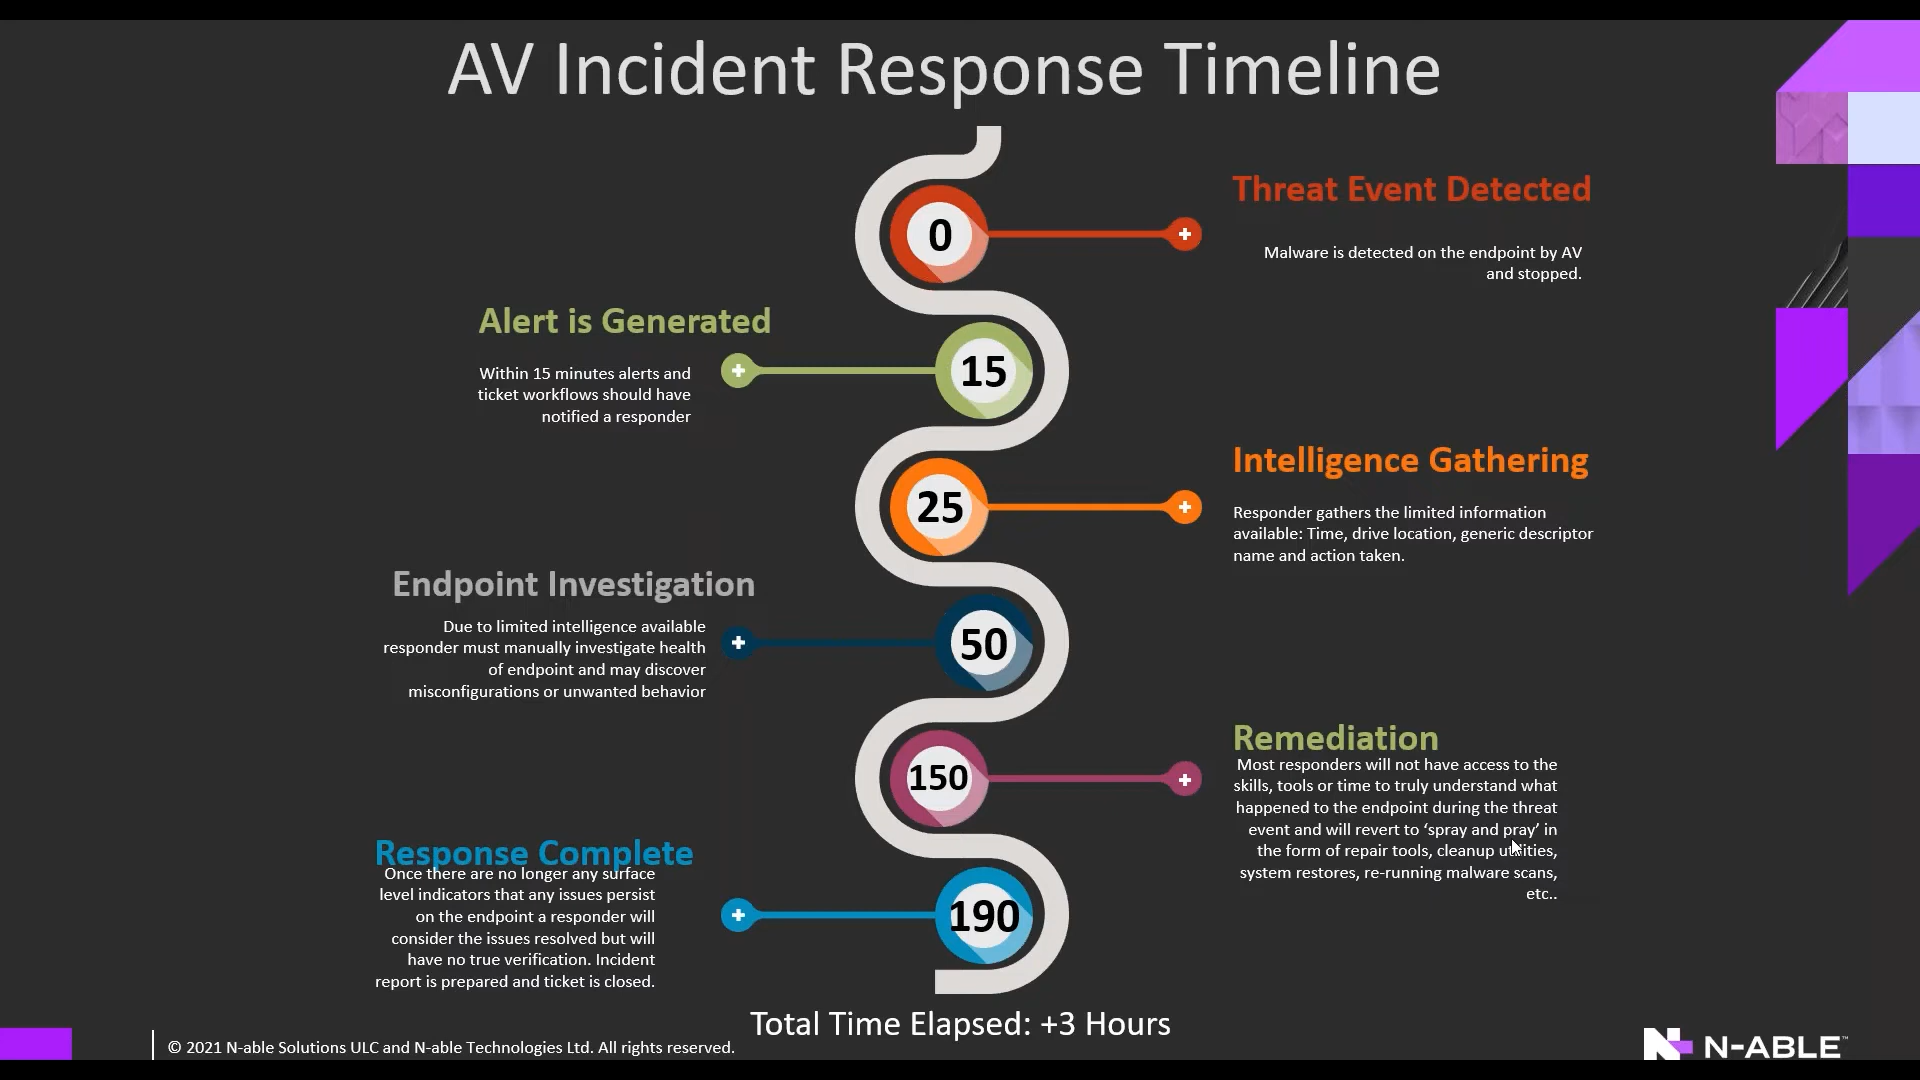 AV Incident Response Timeline
0
Threat Event Detected
Malware is detected on the endpoint by AV
and stopped.
Alert is Generated
15
Within 15 minutes alerts and
ticket workflows should have
notified a responder
Intelligence Gathering
25
Responder gathers the limited information
available: Time, drive location, generic descriptor
name and action taken.
Endpoint Investigation
50
Due to limited intelligence available
responder must manually investigate health
of endpoint and may discover
misconfigurations or unwanted behavior
Remediation
150
Most responders will not have access to the
skills, tools or time to truly understand what
happened to the endpoint during the threat
event and will revert to ‘spray and pray’ in
the form of repair tools, cleanup utilities,
system restores, re-running malware scans,
etc..
Response Complete
190
Once there are no longer any surface
level indicators that any issues persist
on the endpoint a responder will
consider the issues resolved but will
have no true verification. Incident
report is prepared and ticket is closed.
Total Time Elapsed: +3 Hours
© 2021 N-able Solutions ULC and N-able Technologies Ltd. All rights reserved.
N-ABLE™